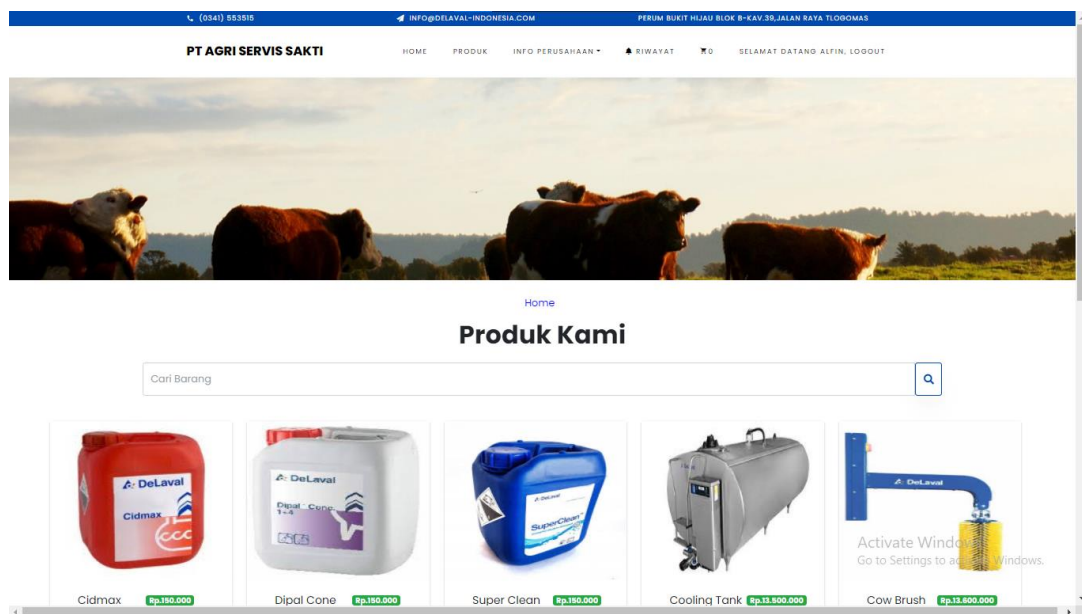 (0341) 553515 INFO@DELAVAL-INDONESIA.COM PERUM BUKIT HIJAU BLOK B-KAV.39,JALAN RAYA TLOGOMAS
PT AGRI SERVIS SAKTI HOME PRODUK INFO PERUSAHAAN RIWAYAT 0 SELAMAT DATANG ALFIN, LOGOUT
Home
Produk Kami
Cari Barang
DeLaval
Cidmax
DeLaval
Dipal Conc.
1+4
DeLaval
SuperClean
DeLaval
Activate Windows
Go to Settings to activate Windows.
Cidmax Rp.150.000 Dipal Cone Rp.150.000 Super Clean Rp.150.000 Cooling Tank Rp.13.500.000 Cow Brush Rp.13.600.000